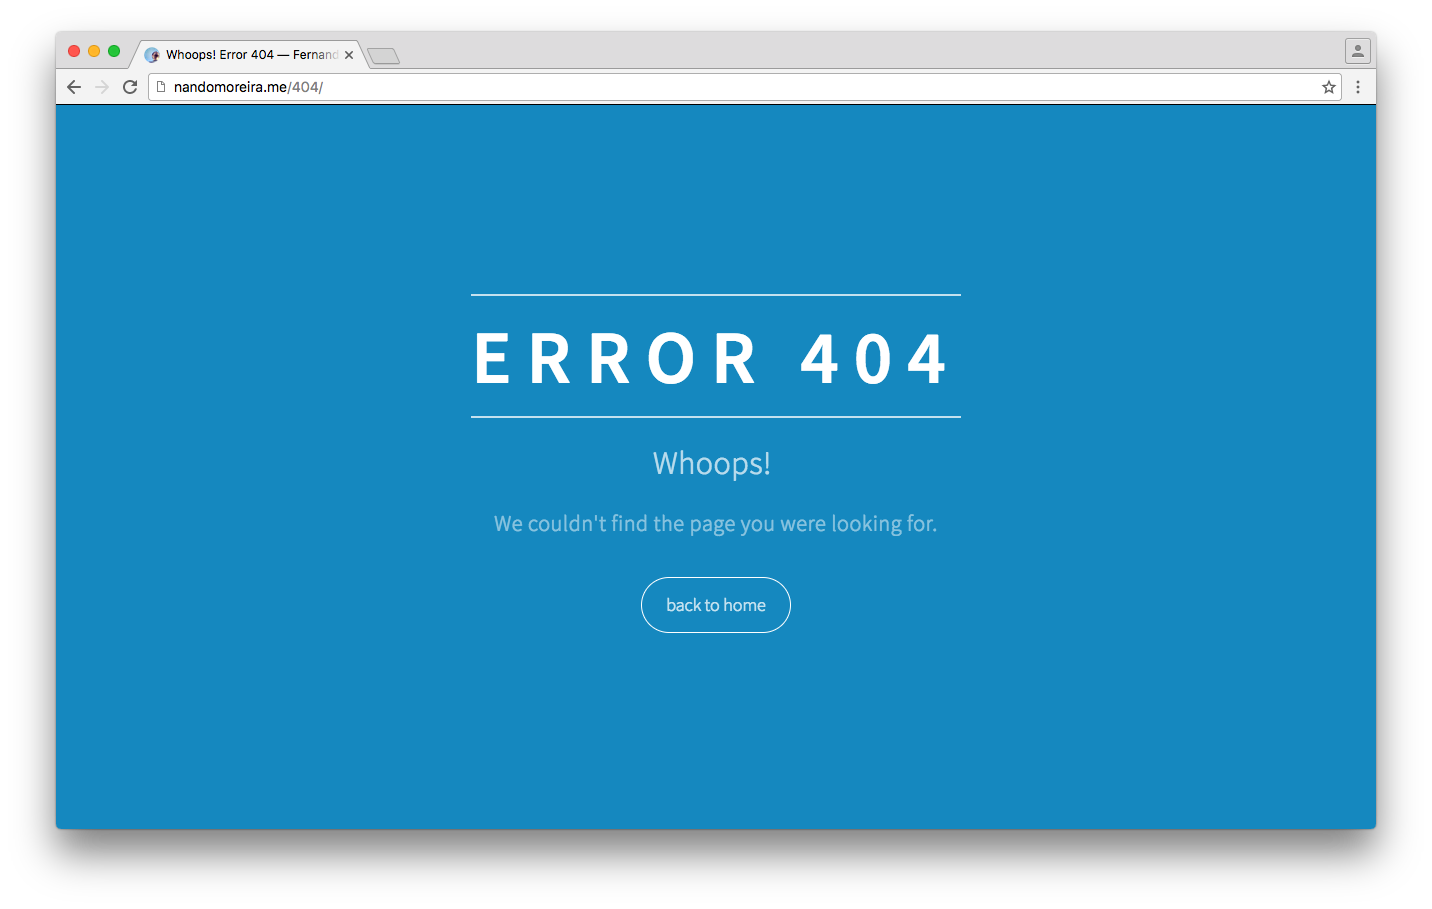 Whoops! Error 404 — Fernand
nandomoreira.me/404/
ERROR 404
Whoops!
We couldn't find the page you were looking for.
back to home